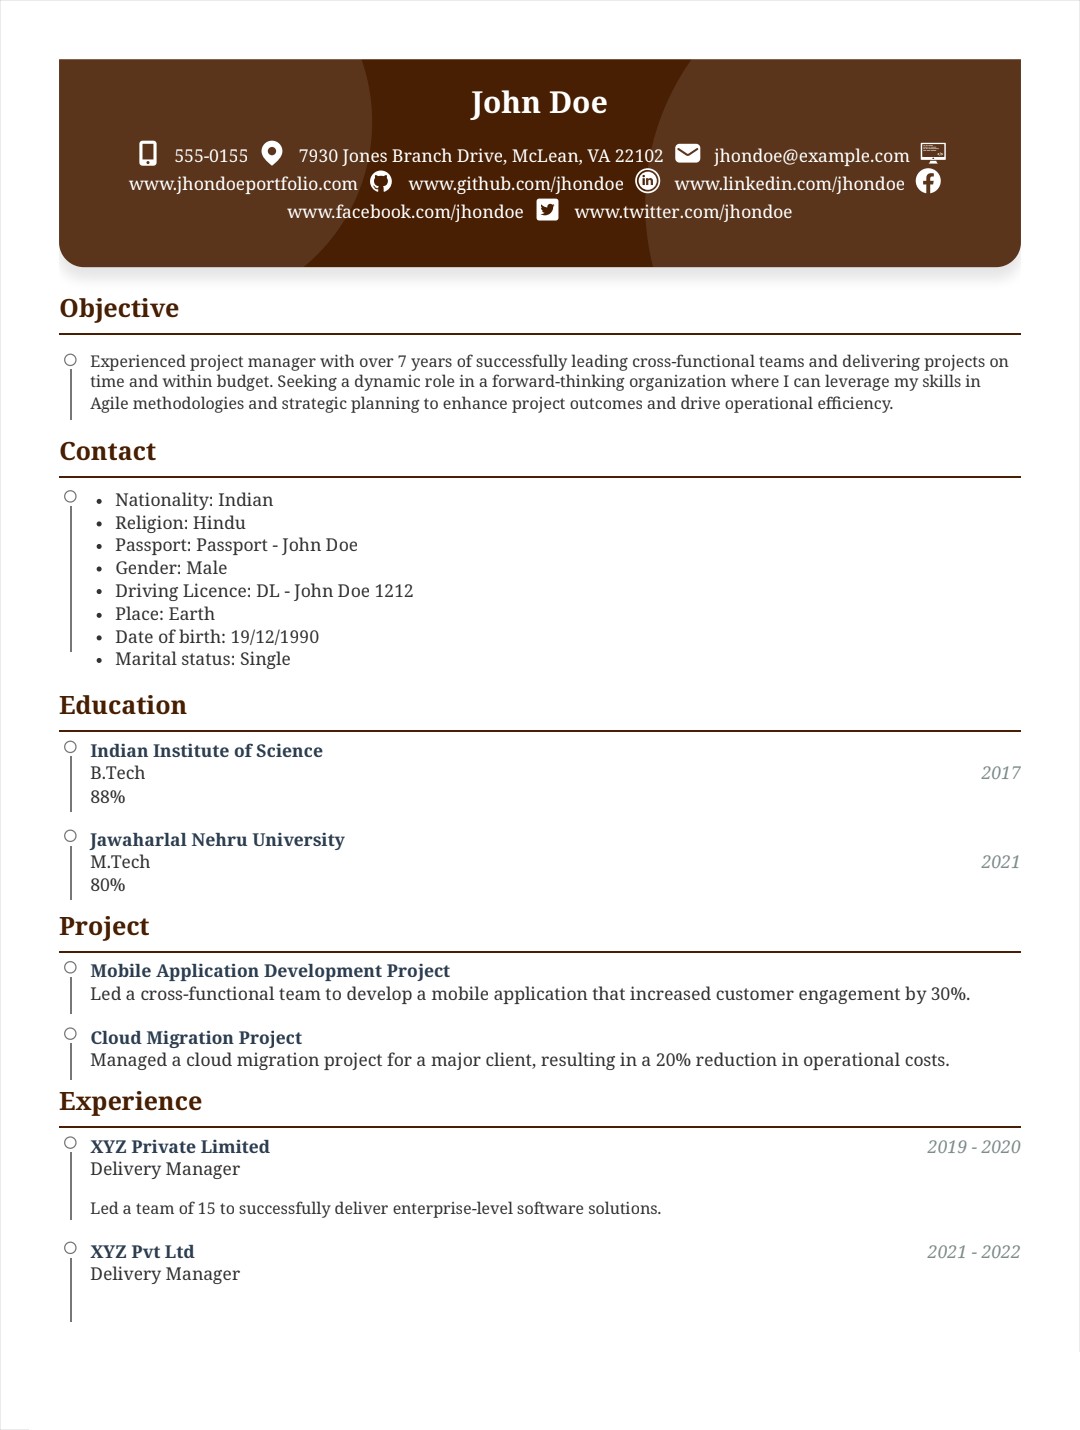 John Doe
555-0155 7930 Jones Branch Drive, McLean, VA 22102 jhondoe@example.com
www.jhondoeportfolio.com www.github.com/jhondoe www.linkedin.com/jhondoe
www.facebook.com/jhondoe www.twitter.com/jhondoe
Objective
Experienced project manager with over 7 years of successfully leading cross-functional teams and delivering projects on
time and within budget. Seeking a dynamic role in a forward-thinking organization where I can leverage my skills in
Agile methodologies and strategic planning to enhance project outcomes and drive operational efficiency.
Contact
• Nationality: Indian
• Religion: Hindu
• Passport: Passport - John Doe
• Gender: Male
• Driving Licence: DL - John Doe 1212
• Place: Earth
• Date of birth: 19/12/1990
• Marital status: Single
Education
Indian Institute of Science
B.Tech 2017
88%
Jawaharlal Nehru University
M.Tech 2021
80%
Project
Mobile Application Development Project
Led a cross-functional team to develop a mobile application that increased customer engagement by 30%.
Cloud Migration Project
Managed a cloud migration project for a major client, resulting in a 20% reduction in operational costs.
Experience
XYZ Private Limited 2019 - 2020
Delivery Manager
Led a team of 15 to successfully deliver enterprise-level software solutions.
XYZ Pvt Ltd 2021 - 2022
Delivery Manager